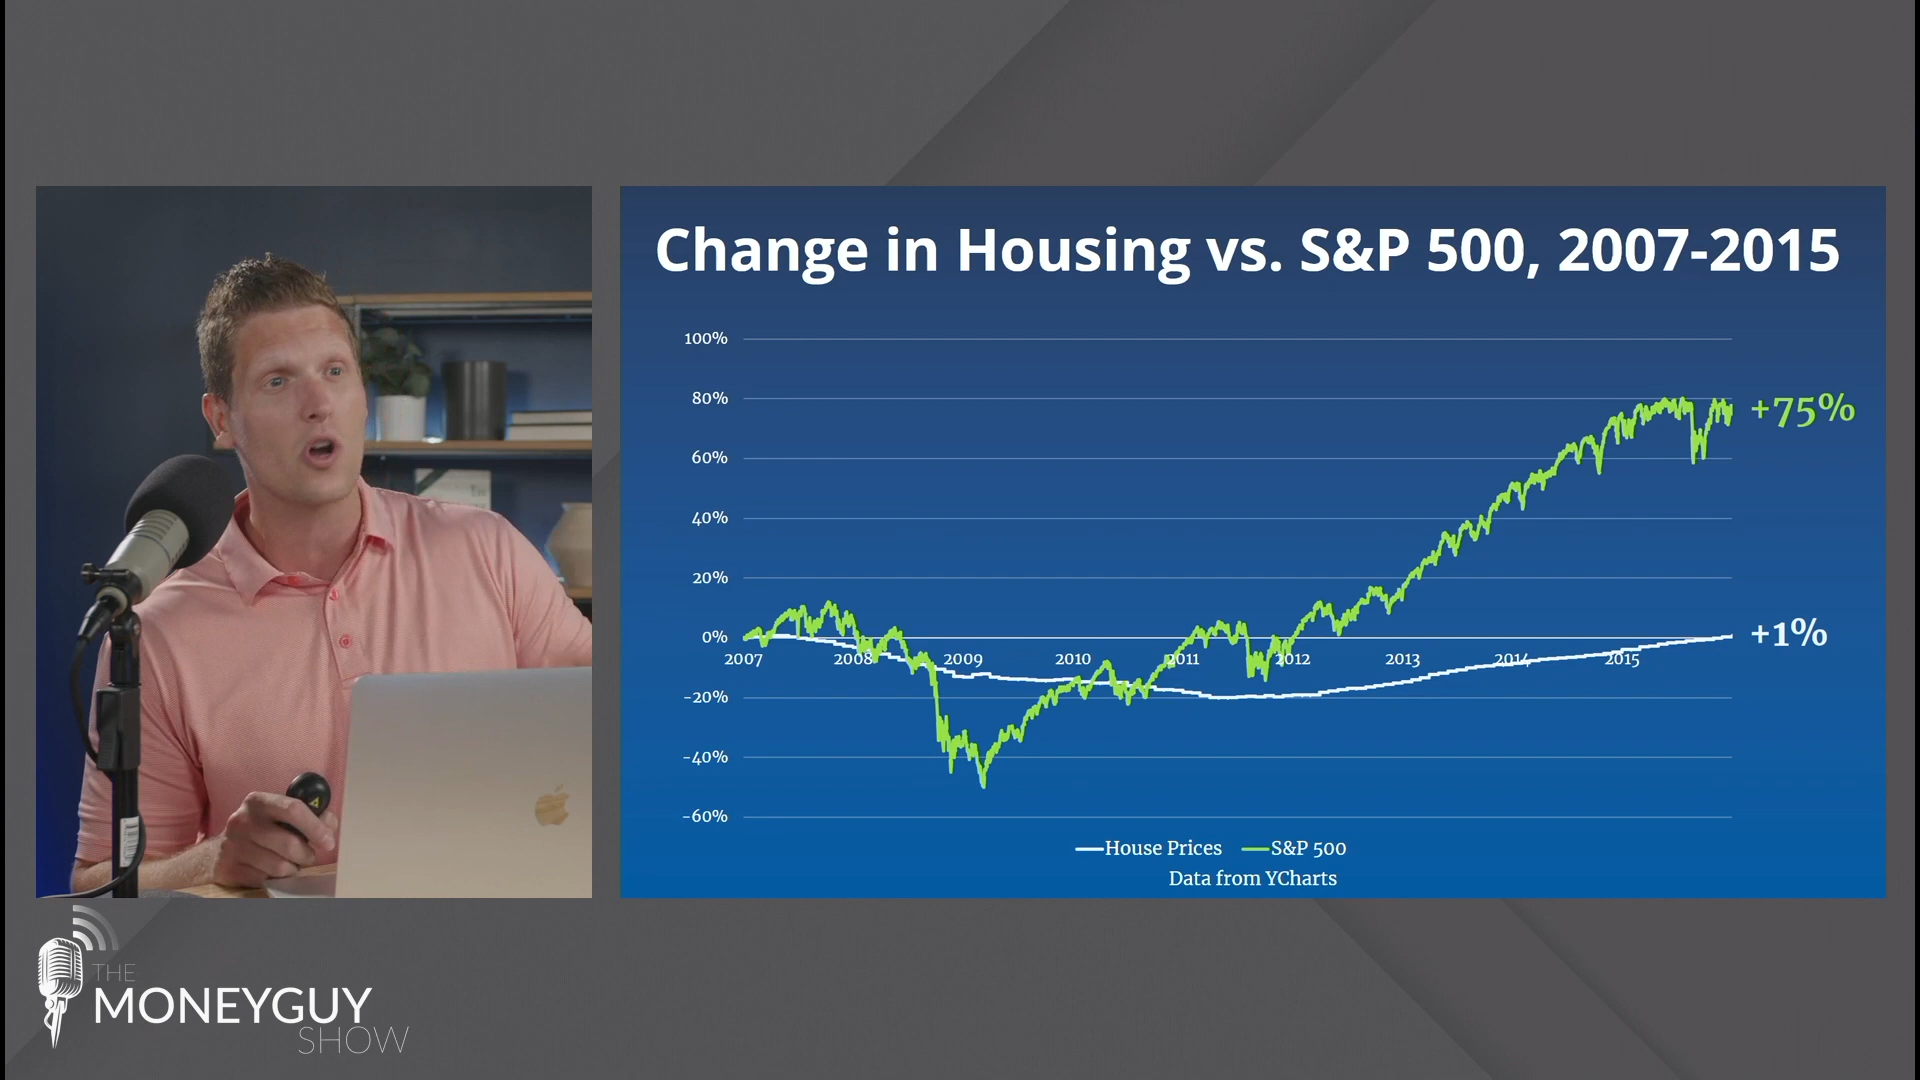 Change in Housing vs. S&P 500, 2007-2015
100%
80%
+75%
60%
40%
20%
0%
+1%
2007 2008 2009 2010 2011 2012 2013 2014 2015
-20%
-40%
-60%
House Prices S&P 500
Data from YCharts
THE
MONEYGUY
SHOW